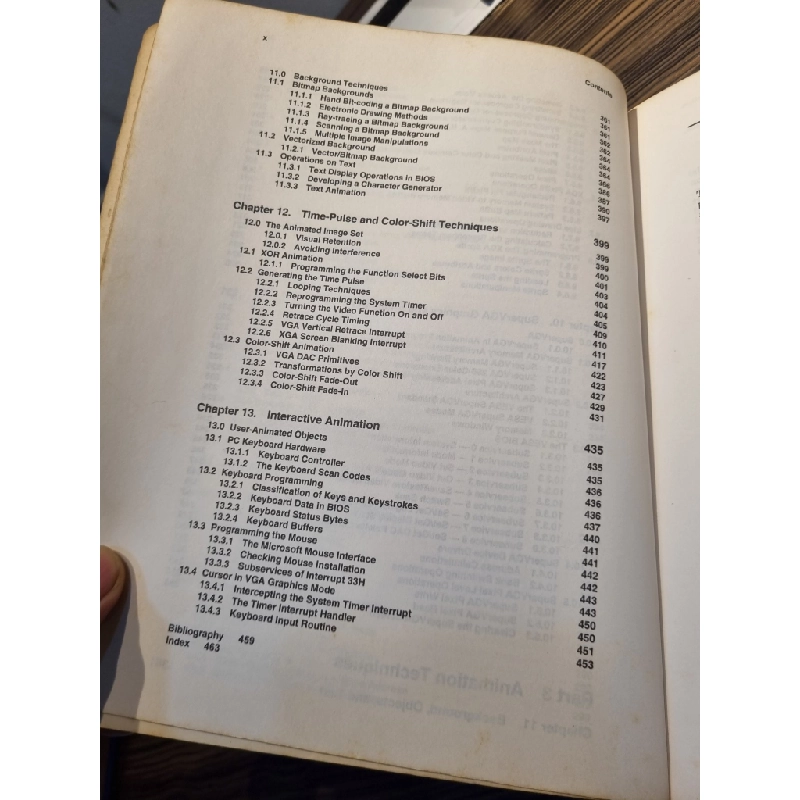 x
Contents
11.0 Background Techniques
11.1 Bitmap Backgrounds
11.1.1 Hand Bit-coding a Bitmap Background
11.1.2 Electronic Drawing Methods
11.1.3 Ray-tracing a Bitmap Background
11.1.4 Scanning a Bitmap Background
11.1.5 Multiple Image Manipulations
11.2 Vectorized Background
11.2.1 Vector/Bitmap Background
11.3 Operations on Text
11.3.1 Text Display Operations in BIOS
11.3.2 Developing a Character Generator 390
11.3.3 Text Animation 397
Chapter 12. Time-Pulse and Color-Shift Techniques 399
12.0 The Animated Image Set 399
12.0.1 Visual Retention 399
12.0.2 Avoiding Interference 400
12.1 XOR Animation 401
12.1.1 Programming the Function Select Bits 403
12.2 Generating the Time Pulse 404
12.2.1 Looping Techniques 404
12.2.2 Reprogramming the System Timer 405
12.2.3 Turning the Video Function On and Off 409
12.2.4 Retrace Cycle Timing 410
12.2.5 VGA Vertical Retrace Interrupt 411
12.2.6 XGA Screen Blanking Interrupt 417
12.3 Color-Shift Animation 422
12.3.1 VGA DAC Primitives 423
12.3.2 Transformations by Color Shift 427
12.3.3 Color-Shift Fade-Out 429
12.3.4 Color-Shift Fade-In 431
Chapter 13. Interactive Animation 435
13.0 User-Animated Objects 435
13.1 PC Keyboard Hardware 435
13.1.1 Keyboard Controller 436
13.1.2 The Keyboard Scan Codes 436
13.2 Keyboard Programming 436
13.2.1 Classification of Keys and Keystrokes 437
13.2.2 Keyboard Data in BIOS 440
13.2.3 Keyboard Status Bytes 441
13.2.4 Keyboard Buffers 441
13.3 Programming the Mouse 442
13.3.1 The Microsoft Mouse Interface 442
13.3.2 Checking Mouse Installation 443
13.3.3 Subservices of Interrupt 33H 443
13.4 Cursor in VGA Graphics Mode 450
13.4.1 Intercepting the System Timer Interrupt 450
13.4.2 The Timer Interrupt Handler 451
13.4.3 Keyboard Input Routine 453
Bibliography 459
Index 463